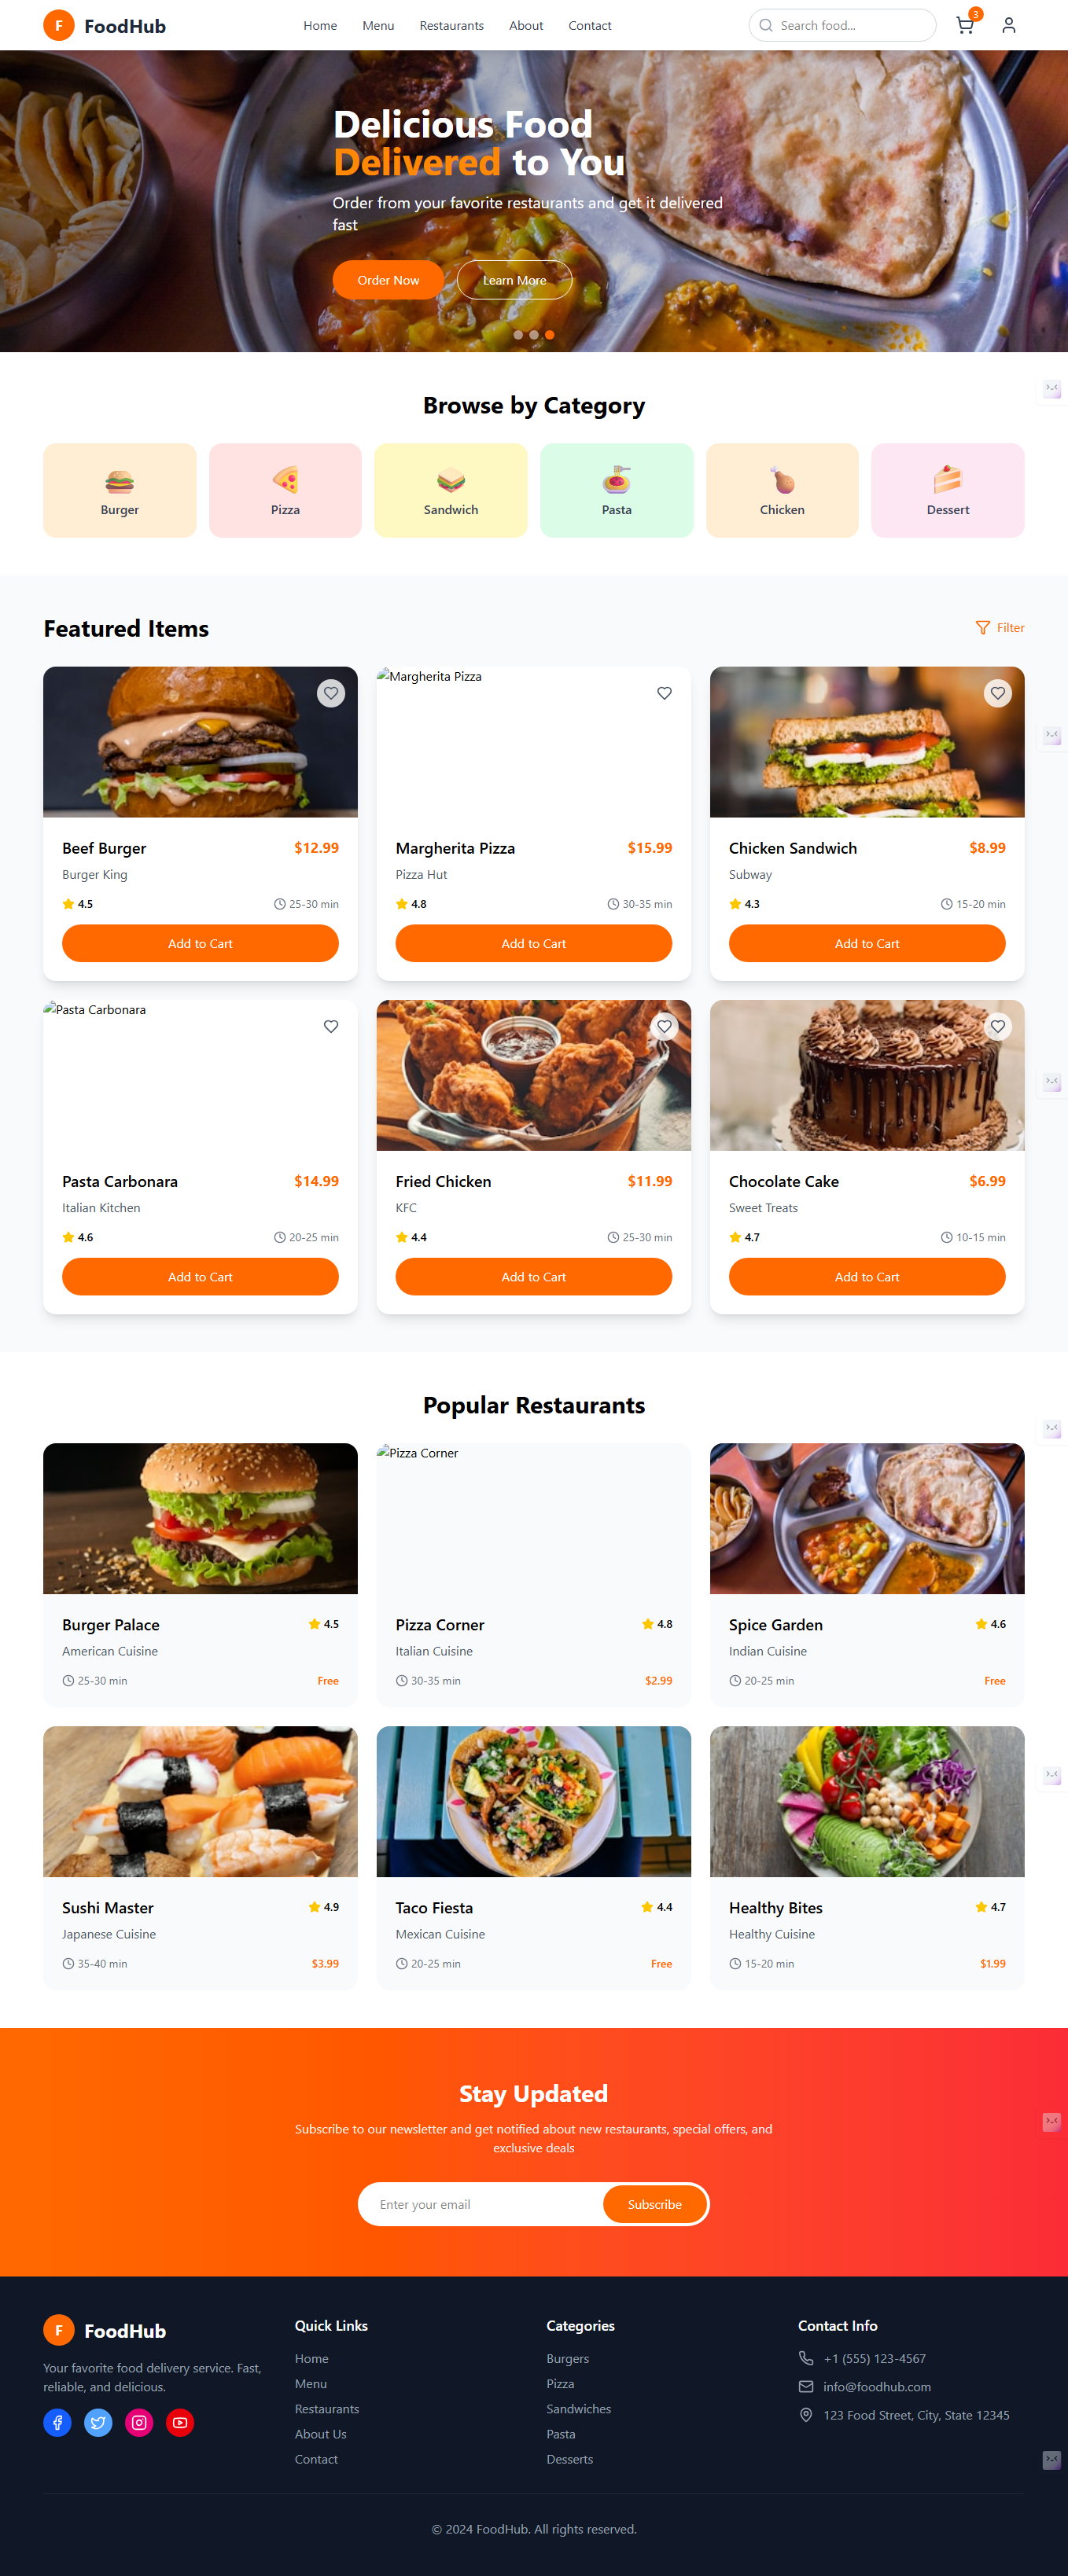 F FoodHub
Home Menu Restaurants About Contact
Search food...
3
Delicious Food
Delivered to You
Order from your favorite restaurants and get it delivered
fast
Order Now Learn More
Browse by Category
Burger Pizza Sandwich Pasta Chicken Dessert
Featured Items
Filter
Margherita Pizza
Beef Burger $12.99
Burger King
4.5 25-30 min
Add to Cart
Margherita Pizza $15.99
Pizza Hut
4.8 30-35 min
Add to Cart
Chicken Sandwich $8.99
Subway
4.3 15-20 min
Add to Cart
Pasta Carbonara
Pasta Carbonara $14.99
Italian Kitchen
4.6 20-25 min
Add to Cart
Fried Chicken $11.99
KFC
4.4 25-30 min
Add to Cart
Chocolate Cake $6.99
Sweet Treats
4.7 10-15 min
Add to Cart
Popular Restaurants
Pizza Corner
Burger Palace 4.5
American Cuisine
25-30 min Free
Pizza Corner 4.8
Italian Cuisine
30-35 min $2.99
Spice Garden 4.6
Indian Cuisine
20-25 min Free
Sushi Master 4.9
Japanese Cuisine
35-40 min $3.99
Taco Fiesta 4.4
Mexican Cuisine
20-25 min Free
Healthy Bites 4.7
Healthy Cuisine
15-20 min $1.99
Stay Updated
Subscribe to our newsletter and get notified about new restaurants, special offers, and
exclusive deals
Enter your email Subscribe
F FoodHub
Your favorite food delivery service. Fast,
reliable, and delicious.
Quick Links
Home
Menu
Restaurants
About Us
Contact
Categories
Burgers
Pizza
Sandwiches
Pasta
Desserts
Contact Info
+1 (555) 123-4567
info@foodhub.com
123 Food Street, City, State 12345
© 2024 FoodHub. All rights reserved.